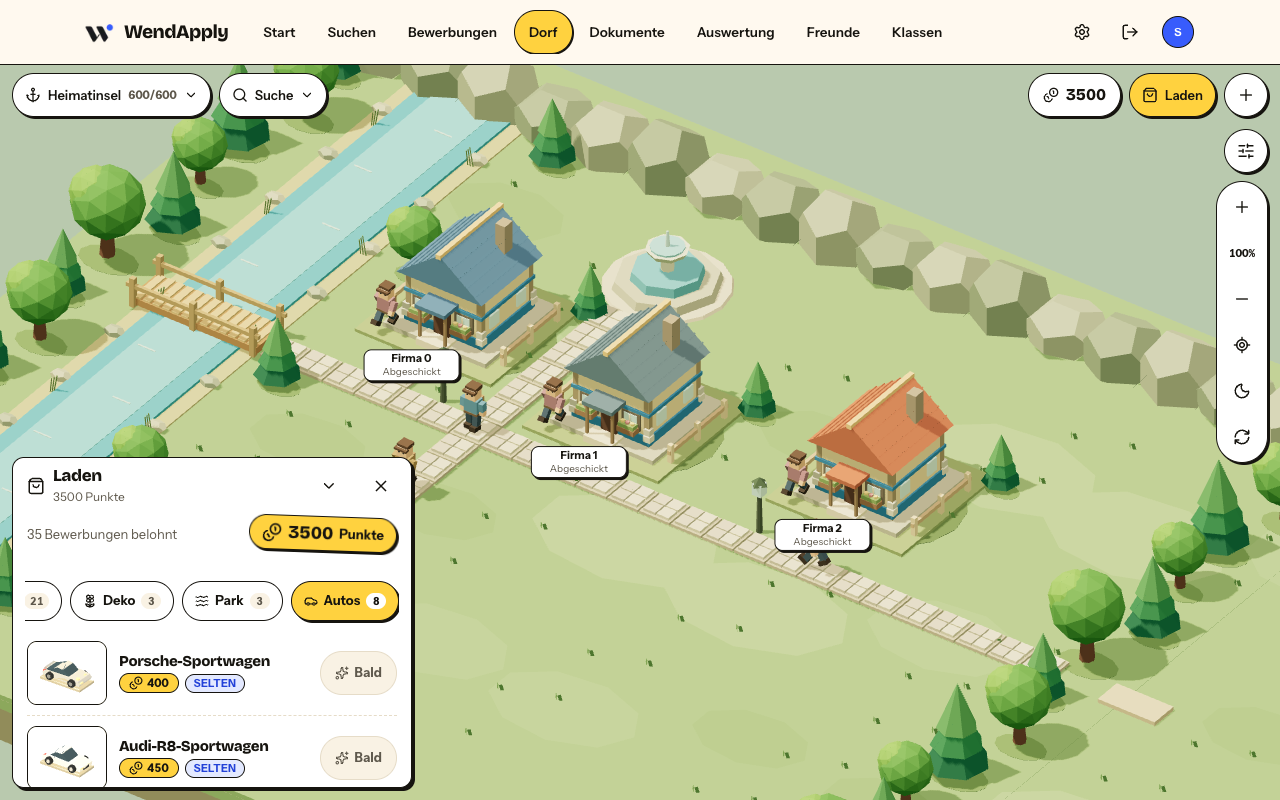 WendApply
Start
Suchen
Bewerbungen
Dorf
Dokumente
Auswertung
Freunde
Klassen
S
Heimatinsel 600/600
Suche
3500
Laden
100%
Firma 0
Abgeschickt
Firma 1
Abgeschickt
Firma 2
Abgeschickt
Laden
3500 Punkte
35 Bewerbungen belohnt
3500 Punkte
21
Deko 3
Park 3
Autos 8
Porsche-Sportwagen
400 SELTEN
Bald
Audi-R8-Sportwagen
450 SELTEN
Bald